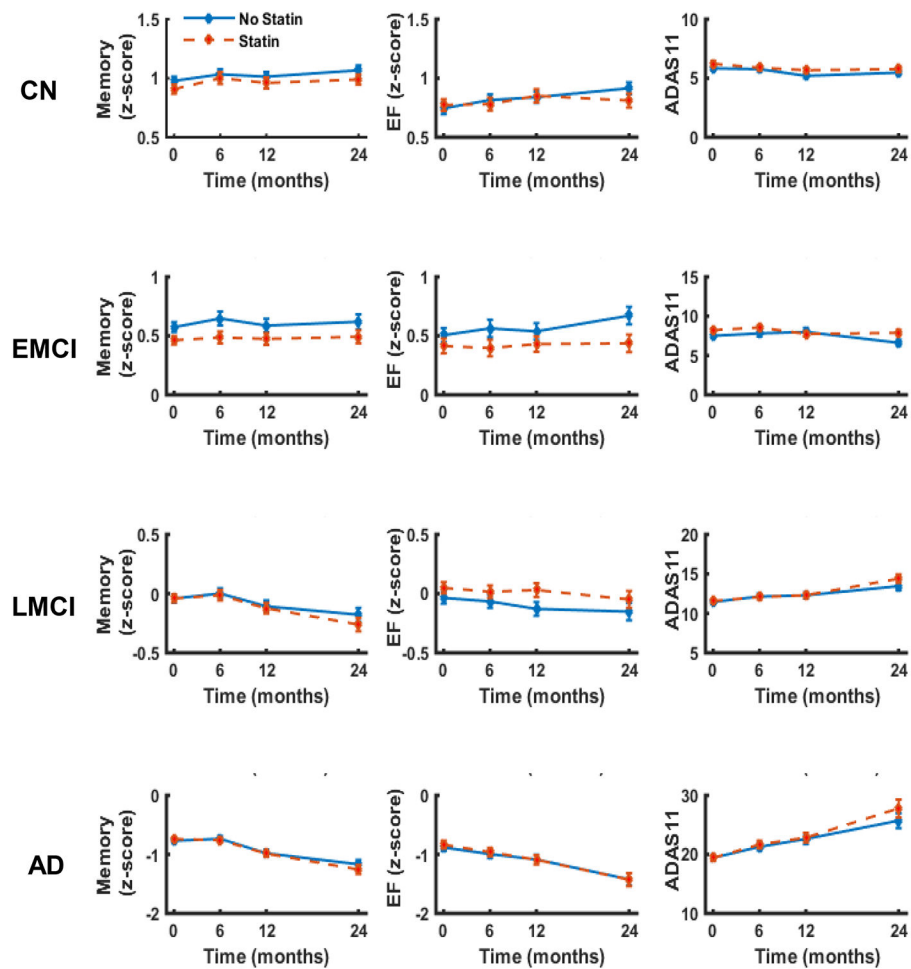 No Statin
Statin
CN
Memory
(z-score)
1.5
1
0.5
0 6 12 24
Time (months)
EF (z-score)
1.5
1
0.5
0 6 12 24
Time (months)
ADAS11
10
5
0
0 6 12 24
Time (months)
EMCI
Memory
(z-score)
1
0.5
0
0 6 12 24
Time (months)
EF (z-score)
1
0.5
0
0 6 12 24
Time (months)
ADAS11
15
10
5
0
0 6 12 24
Time (months)
LMCI
Memory
(z-score)
0.5
0
-0.5
0 6 12 24
Time (months)
EF (z-score)
0.5
0
-0.5
0 6 12 24
Time (months)
ADAS11
20
15
10
5
0 6 12 24
Time (months)
AD
Memory
(z-score)
0
-1
-2
0 6 12 24
Time (months)
EF (z-score)
0
-1
-2
0 6 12 24
Time (months)
ADAS11
30
20
10
0 6 12 24
Time (months)